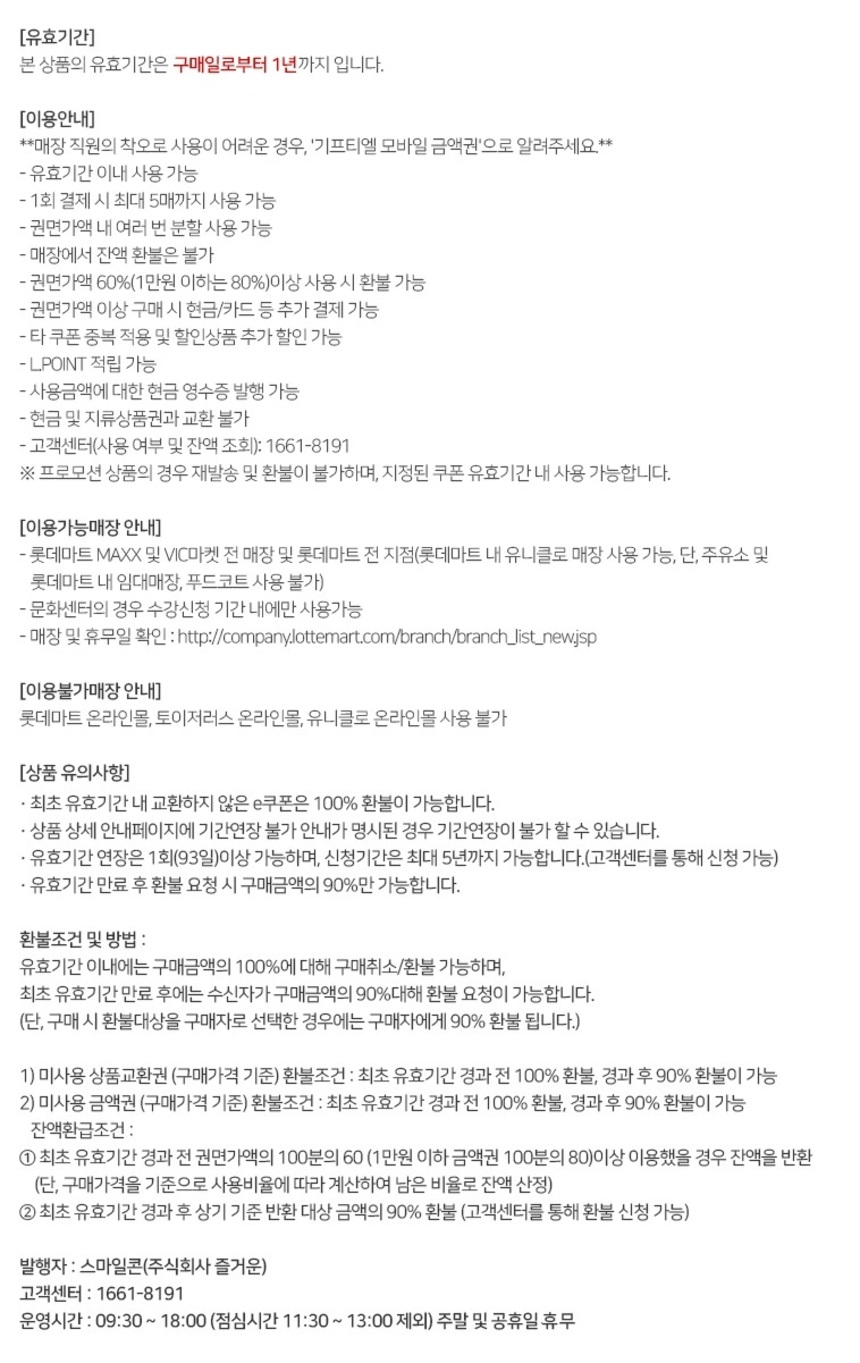 [유효기간]
본 상품의 유효기간은 구매일로부터 1년까지 입니다.
[이용안내]
**매장 직원의 착오로 사용이 어려운 경우, '기프티엘 모바일 금액권'으로 알려주세요.**
- 유효기간 이내 사용 가능
- 1회 결제 시 최대 5매까지 사용 가능
- 권면가액 내 여러 번 분할 사용 가능
- 매장에서 잔액 환불은 불가
- 권면가액 60%(1만원 이하는 80%)이상 사용 시 환불 가능
- 권면가액 이상 구매 시 현금/카드 등 추가 결제 가능
- 타 쿠폰 중복 적용 및 할인상품 추가 할인 가능
- L.POINT 적립 가능
- 사용금액에 대한 현금 영수증 발행 가능
- 현금 및 지류상품권과 교환 불가
- 고객센터(사용 여부 및 잔액 조회): 1661-8191
※ 프로모션 상품의 경우 재발송 및 환불이 불가하며, 지정된 쿠폰 유효기간 내 사용 가능합니다.
[이용가능매장 안내]
- 롯데마트 MAXX 및 VIC마켓 전 매장 및 롯데마트 전 지점(롯데마트 내 유니클로 매장 사용 가능, 단, 주유소 및
롯데마트 내 임대매장, 푸드코트 사용 불가)
- 문화센터의 경우 수강신청 기간 내에만 사용가능
- 매장 및 휴무일 확인 : http://company.lottemart.com/branch/branch_list_new.jsp
[이용불가매장 안내]
롯데마트 온라인몰, 토이저러스 온라인몰, 유니클로 온라인몰 사용 불가
[상품 유의사항]
· 최초 유효기간 내 교환하지 않은 e쿠폰은 100% 환불이 가능합니다.
· 상품 상세 안내페이지에 기간연장 불가 안내가 명시된 경우 기간연장이 불가 할 수 있습니다.
· 유효기간 연장은 1회(93일)이상 가능하며, 신청기간은 최대 5년까지 가능합니다.(고객센터를 통해 신청 가능)
· 유효기간 만료 후 환불 요청 시 구매금액의 90%만 가능합니다.
환불조건 및 방법 :
유효기간 이내에는 구매금액의 100%에 대해 구매취소/환불 가능하며,
최초 유효기간 만료 후에는 수신자가 구매금액의 90%대해 환불 요청이 가능합니다.
(단, 구매 시 환불대상을 구매자로 선택한 경우에는 구매자에게 90% 환불 됩니다.)
1) 미사용 상품교환권 (구매가격 기준) 환불조건 : 최초 유효기간 경과 전 100% 환불, 경과 후 90% 환불이 가능
2) 미사용 금액권 (구매가격 기준) 환불조건 : 최초 유효기간 경과 전 100% 환불, 경과 후 90% 환불이 가능
잔액환급조건 :
① 최초 유효기간 경과 전 권면가액의 100분의 60 (1만원 이하 금액권 100분의 80)이상 이용했을 경우 잔액을 반환
(단, 구매가격을 기준으로 사용비율에 따라 계산하여 남은 비율로 잔액 산정)
② 최초 유효기간 경과 후 상기 기준 반환 대상 금액의 90% 환불 (고객센터를 통해 환불 신청 가능)
발행자 : 스마일콘(주식회사 즐거운)
고객센터 : 1661-8191
운영시간 : 09:30 ~ 18:00 (점심시간 11:30 ~ 13:00 제외) 주말 및 공휴일 휴무